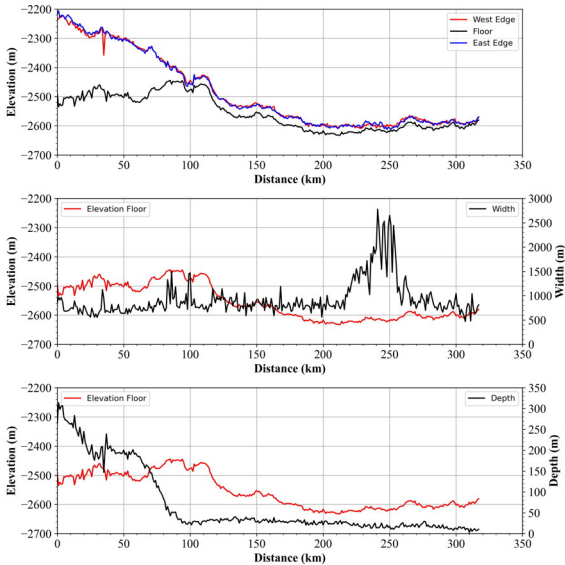 −2200
−2300
−2400
−2500
−2600
−2700
Elevation (m)
West Edge
Floor
East Edge
0 50 100 150 200 250 300 350
Distance (km)
−2200
−2300
−2400
−2500
−2600
−2700
Elevation (m)
Elevation Floor
Width
3000
2500
2000
1500
1000
500
0
Width (m)
0 50 100 150 200 250 300 350
Distance (km)
−2200
−2300
−2400
−2500
−2600
−2700
Elevation (m)
Elevation Floor
Depth
350
300
250
200
150
100
50
0
Depth (m)
0 50 100 150 200 250 300 350
Distance (km)